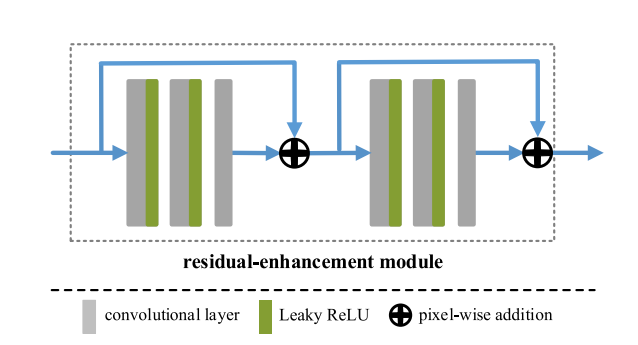 residual-enhancement module
convolutional layer Leaky ReLU pixel-wise addition